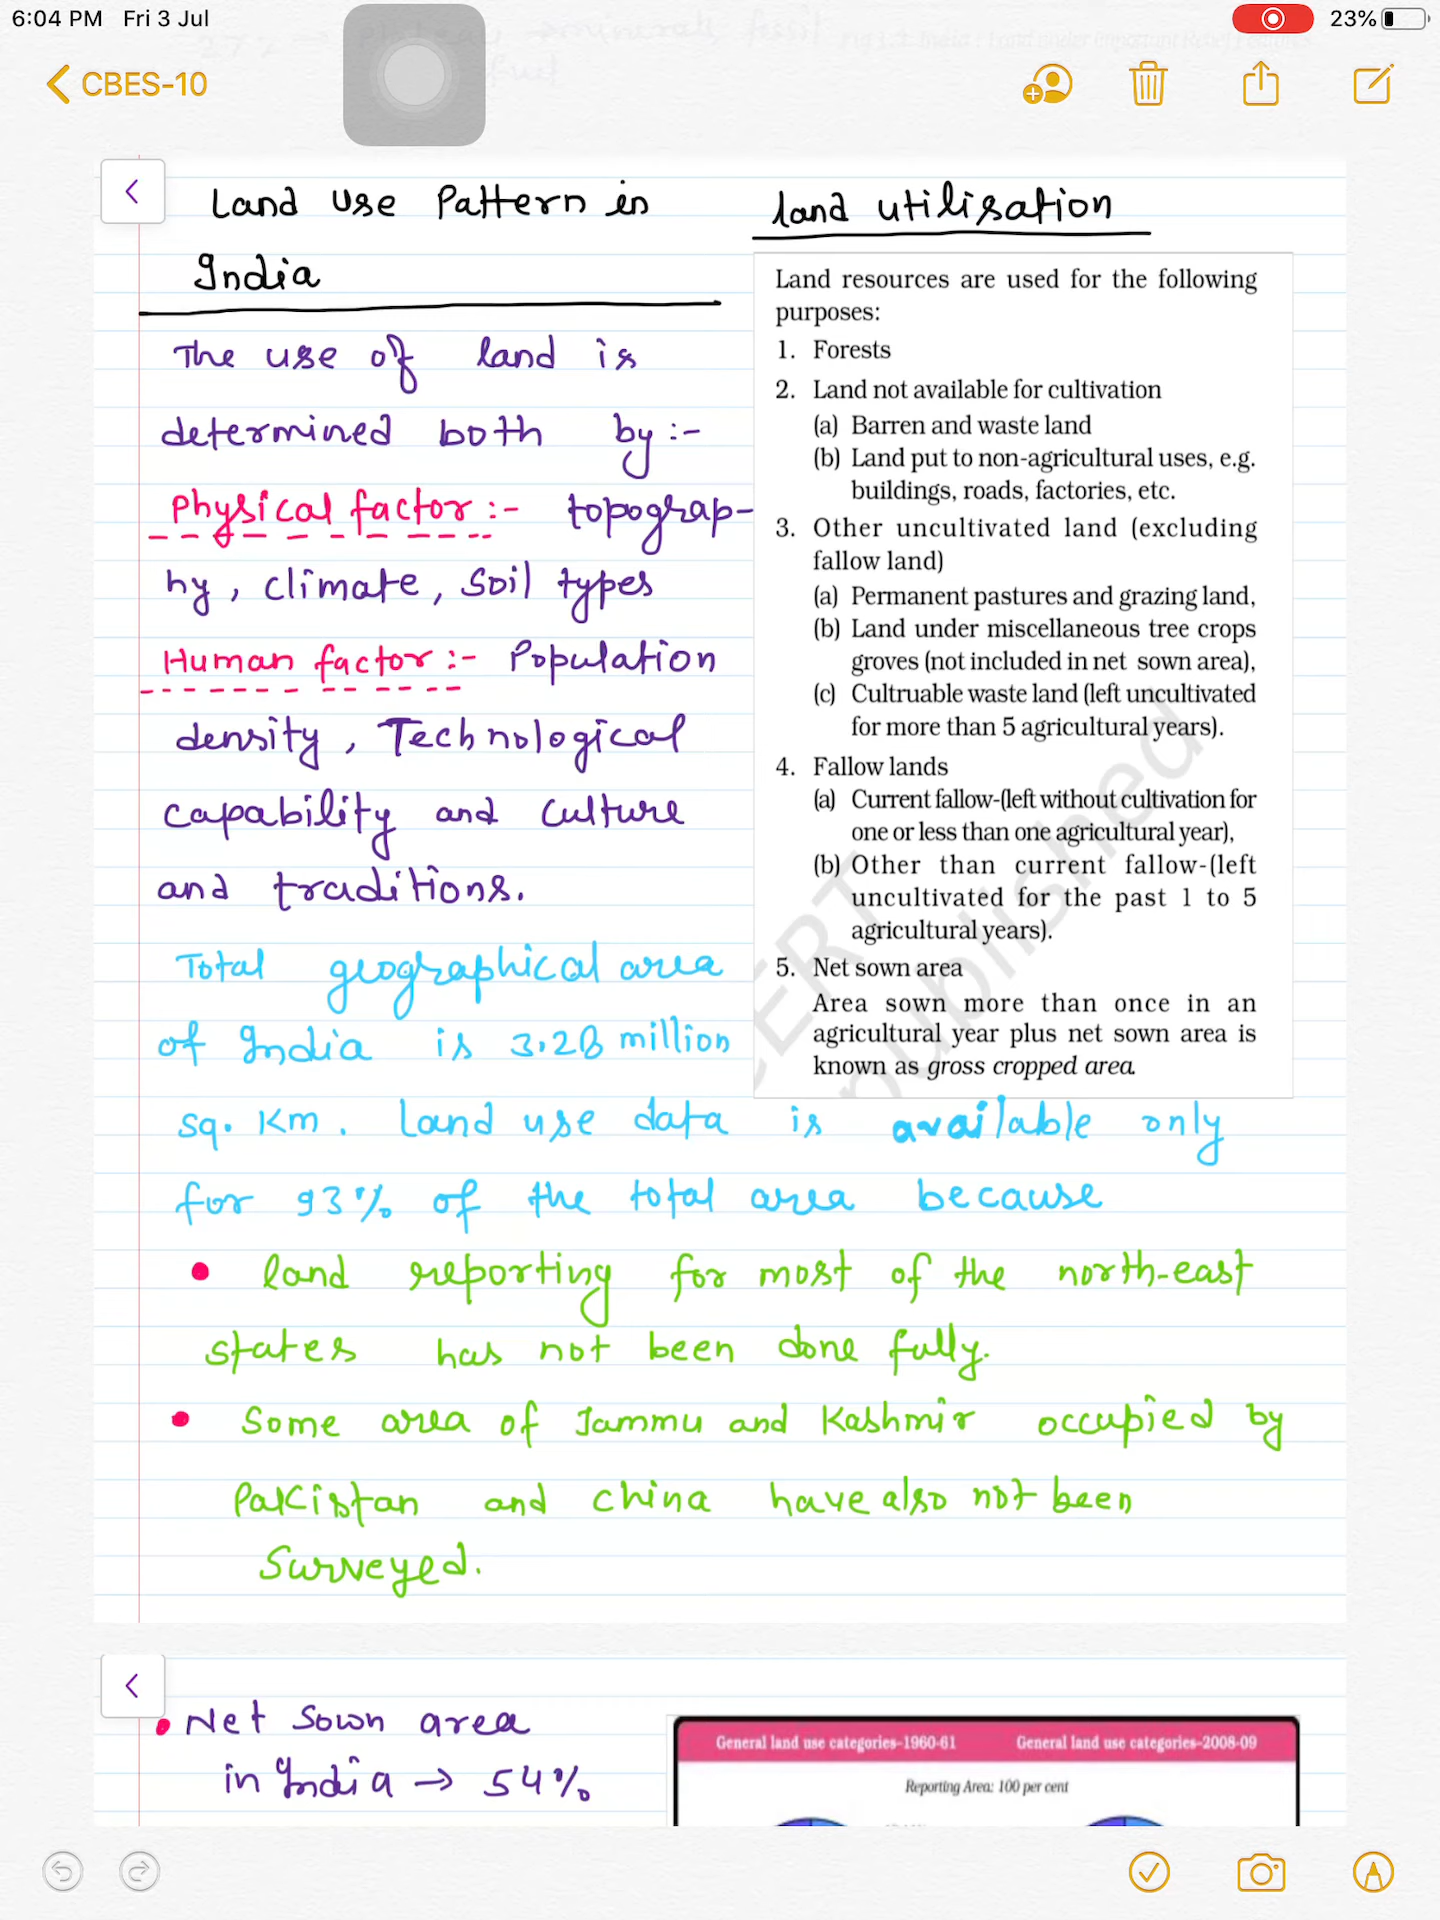 6:04 PM Fri 3 Jul
23%
CBES-10
Land Use Pattern in
India
The use of land is
determined both by :-
Physical factor :- topograp-
hy, climate, Soil types
Human factor :- Population
density, Technological
capability and culture
and traditions.
Total geographical area
of India is 3.28 million
sq. Km. Land use data is available only
for 93% of the total area because
• land reporting for most of the north-east
states has not been done fully.
• Some area of Jammu and Kashmir occupied by
Pakistan and china have also not been
Surveyed.
land utilisation
Land resources are used for the following
purposes:
1. Forests
2. Land not available for cultivation
(a) Barren and waste land
(b) Land put to non-agricultural uses, e.g.
buildings, roads, factories, etc.
3. Other uncultivated land (excluding
fallow land)
(a) Permanent pastures and grazing land,
(b) Land under miscellaneous tree crops
groves (not included in net sown area),
(c) Cultruable waste land (left uncultivated
for more than 5 agricultural years).
4. Fallow lands
(a) Current fallow-(left without cultivation for
one or less than one agricultural year),
(b) Other than current fallow-(left
uncultivated for the past 1 to 5
agricultural years).
5. Net sown area
Area sown more than once in an
agricultural year plus net sown area is
known as gross cropped area
• Net Sown area
in India → 54%
General land use categories-1960-61 General land use categories-2008-09
Reporting Area: 100 per cent